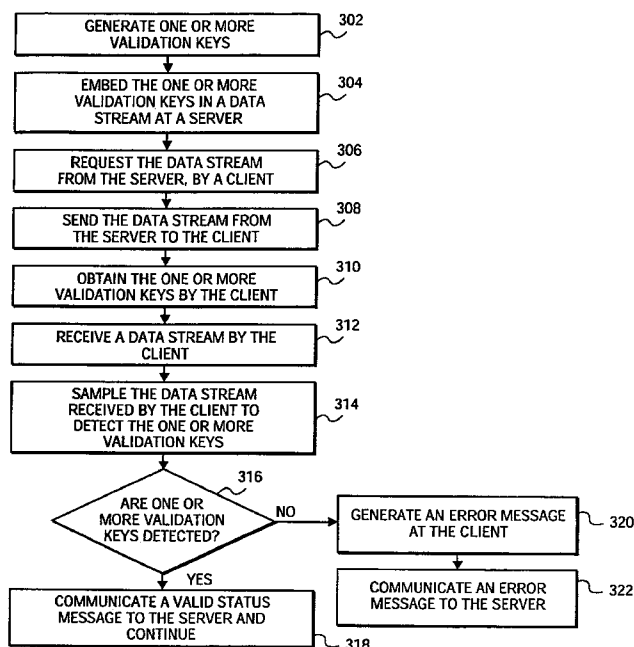 GENERATE ONE OR MORE
VALIDATION KEYS
302
EMBED THE ONE OR MORE
VALIDATION KEYS IN A DATA
STREAM AT A SERVER
304
REQUEST THE DATA STREAM
FROM THE SERVER, BY A CLIENT
306
SEND THE DATA STREAM FROM
THE SERVER TO THE CLIENT
308
OBTAIN THE ONE OR MORE
VALIDATION KEYS BY THE CLIENT
310
RECEIVE A DATA STREAM BY THE
CLIENT
312
SAMPLE THE DATA STREAM
RECEIVED BY THE CLIENT TO
DETECT THE ONE OR MORE
VALIDATION KEYS
314
316
ARE ONE OR
MORE VALIDATION
KEYS DETECTED?
NO
GENERATE AN ERROR MESSAGE
AT THE CLIENT
320
COMMUNICATE AN ERROR
MESSAGE TO THE SERVER
322
YES
COMMUNICATE A VALID STATUS
MESSAGE TO THE SERVER AND
CONTINUE
318